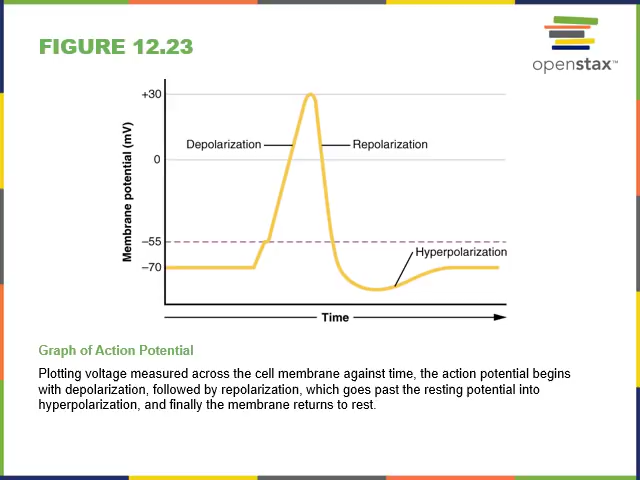 FIGURE 12.23
openstax™
+30
Depolarization
Repolarization
0
Membrane potential (mV)
–55
Hyperpolarization
–70
Time
Graph of Action Potential
Plotting voltage measured across the cell membrane against time, the action potential begins
with depolarization, followed by repolarization, which goes past the resting potential into
hyperpolarization, and finally the membrane returns to rest.